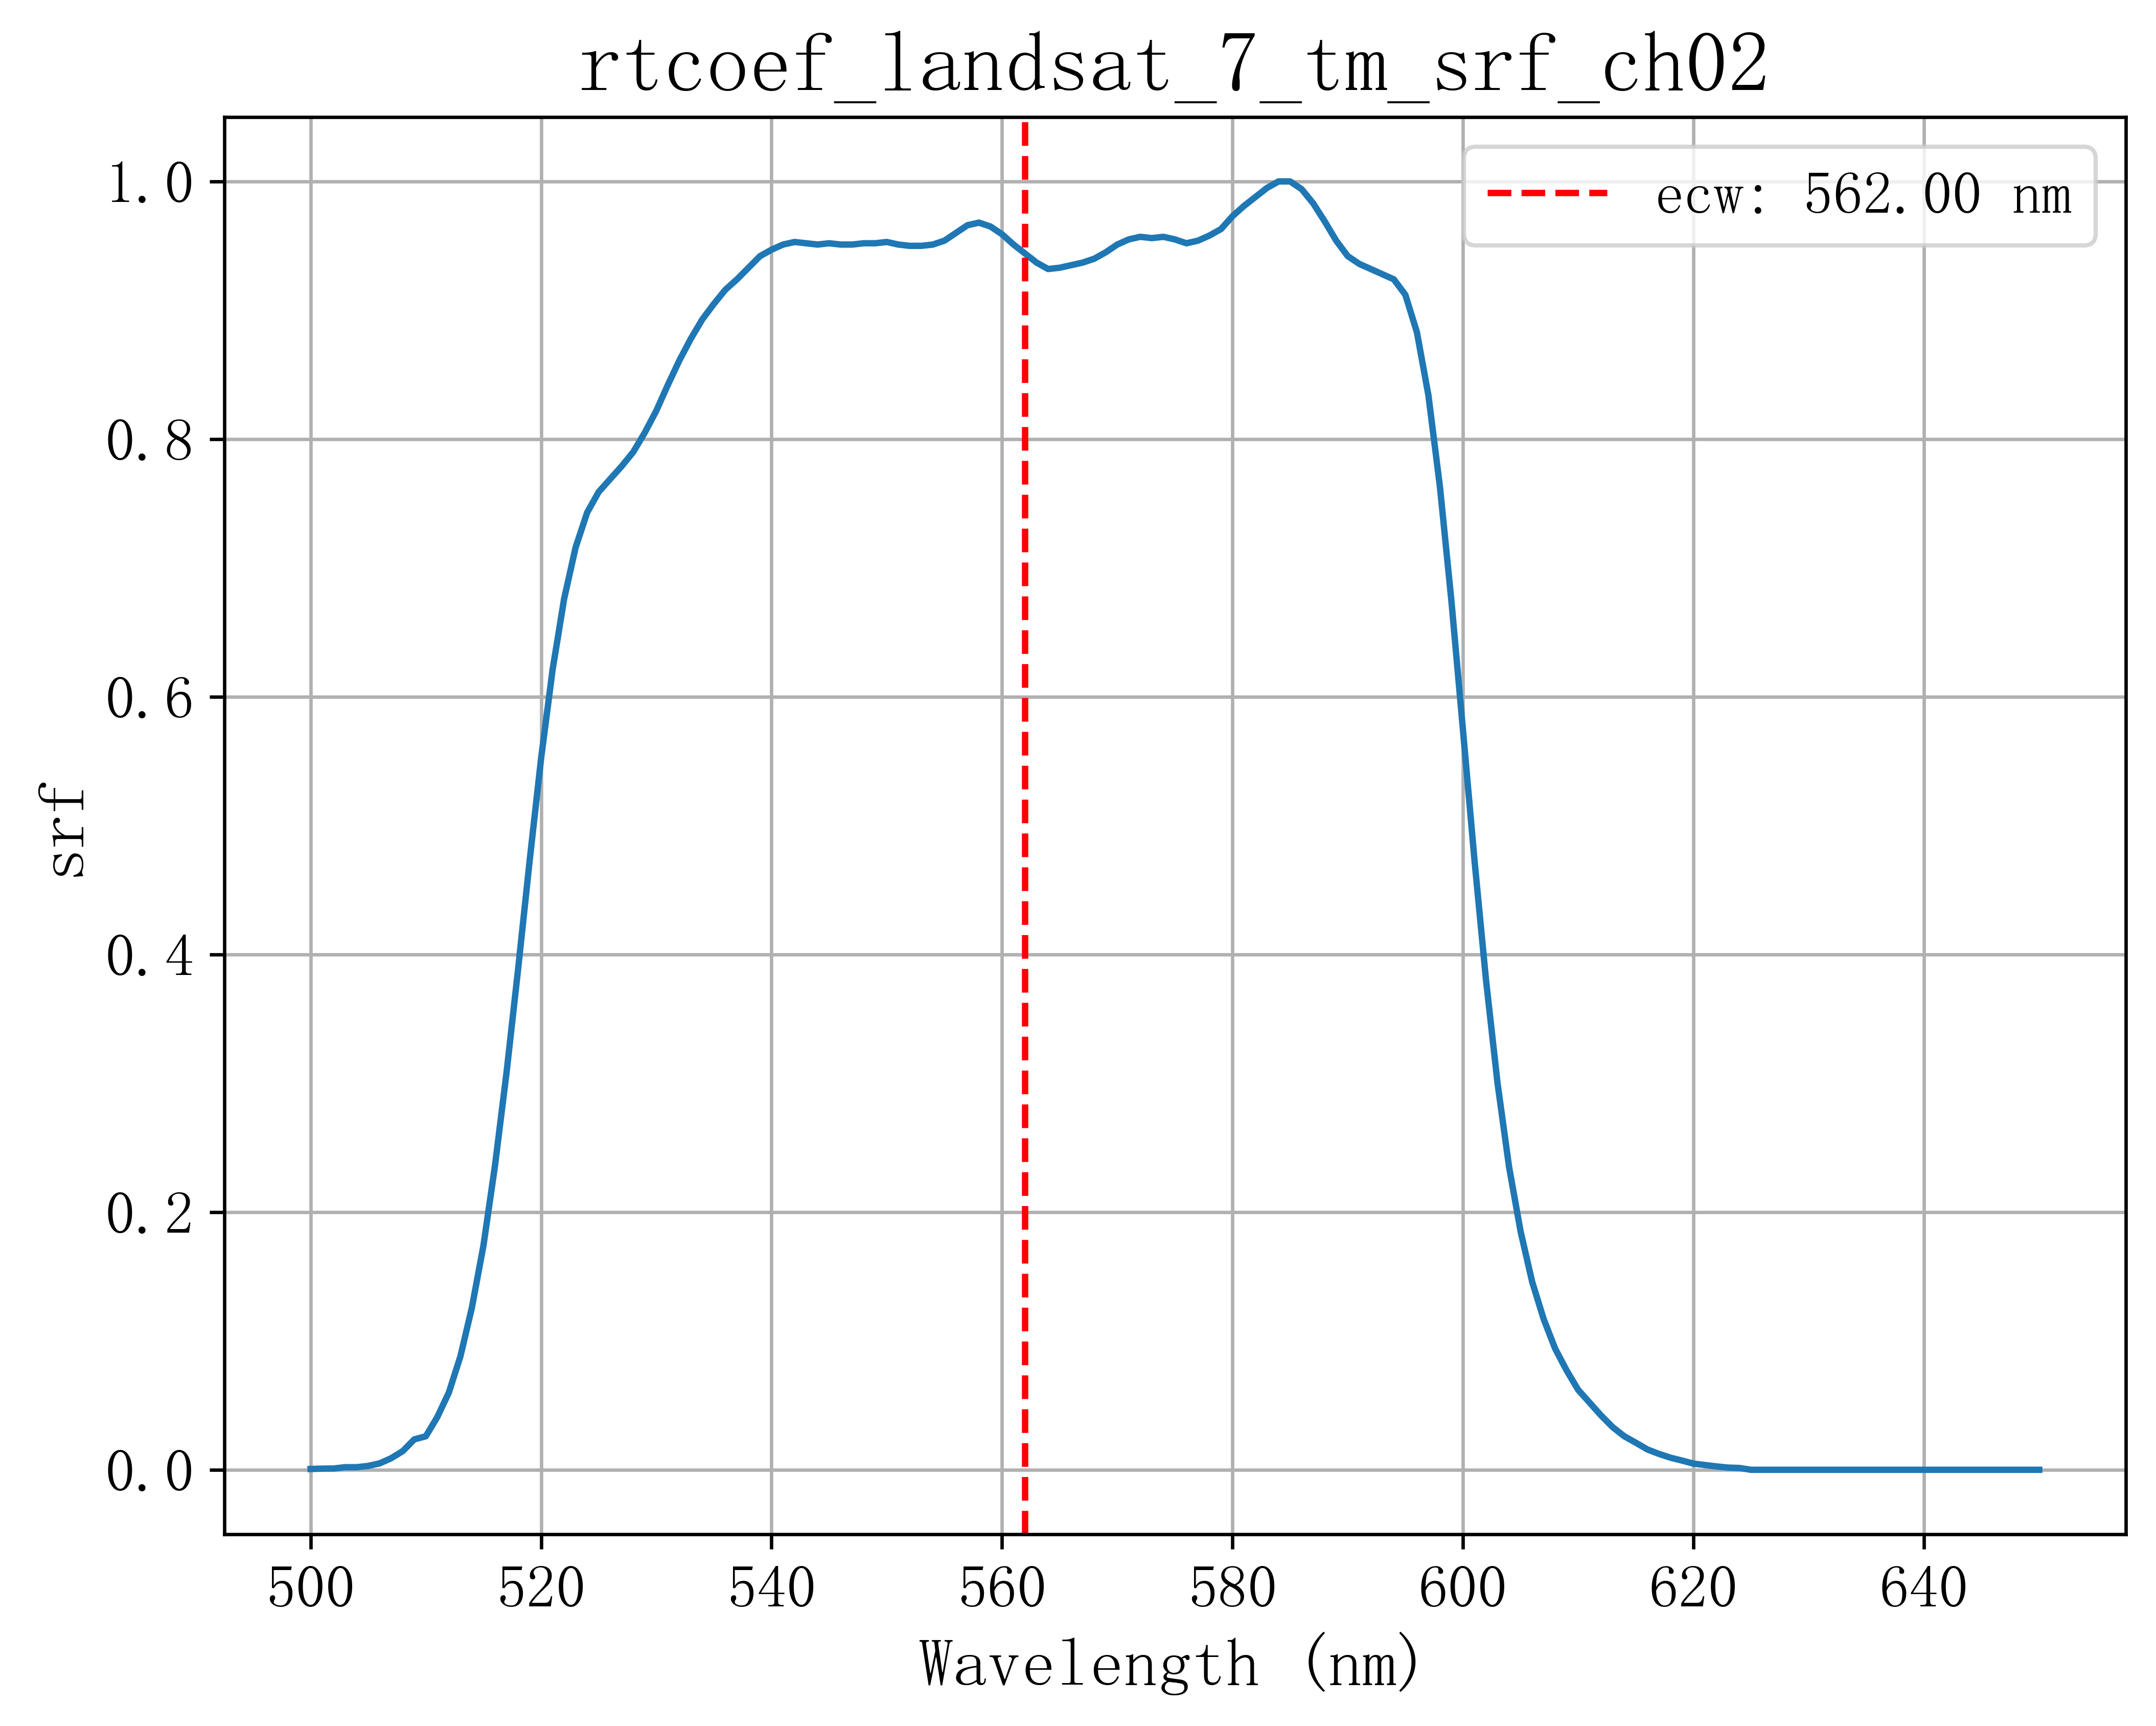 rtcoef_landsat_7_tm_srf_ch02
ecw: 562.00 nm
1.0
0.8
0.6
0.4
0.2
0.0
srf
500 520 540 560 580 600 620 640
Wavelength (nm)